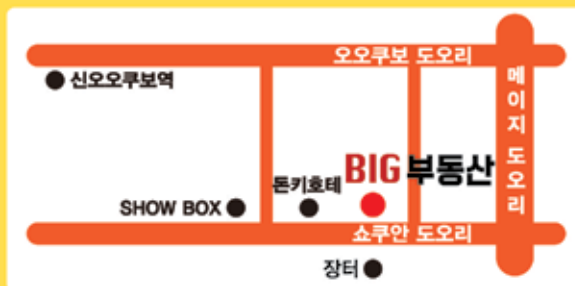 오오쿠보 도오리
신오오쿠보역
메이지 도오리
BIG 부동산
돈키호테
SHOW BOX
쇼쿠안 도오리
장터